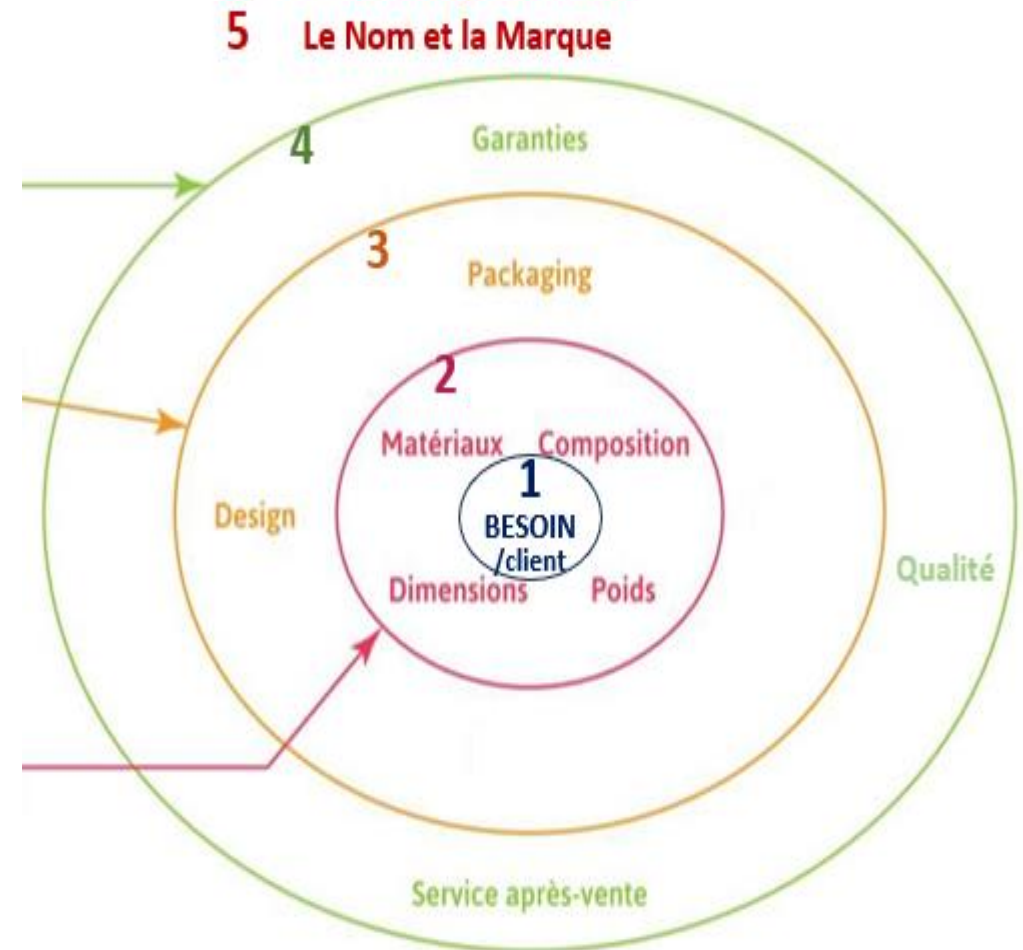 5 Le Nom et la Marque
4
Garanties
3
Packaging
2
Matériaux Composition
1
BESOIN
/client
Design
Dimensions Poids
Qualité
Service après-vente